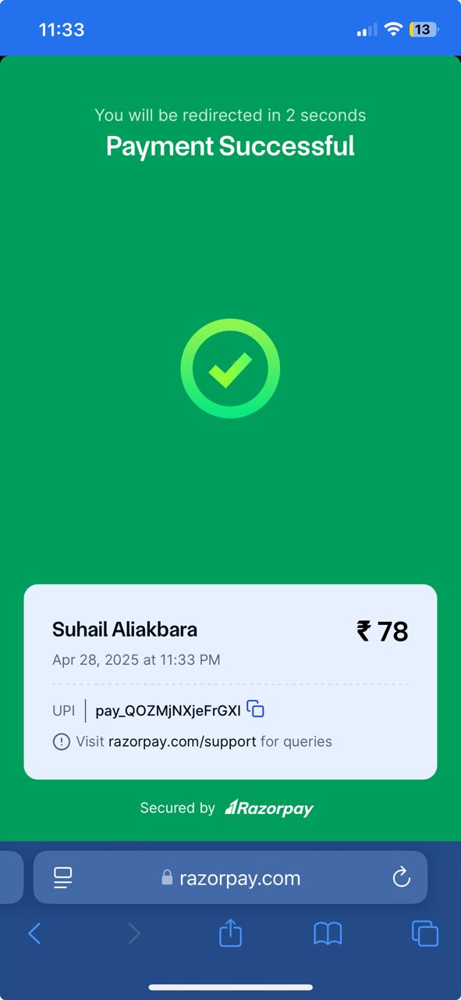 11:33
13
You will be redirected in 2 seconds
Payment Successful
Suhail Aliakbara
₹ 78
Apr 28, 2025 at 11:33 PM
UPI | pay_QOZMjNXjeFrGXI
Visit razorpay.com/support for queries
Secured by Razorpay
razorpay.com